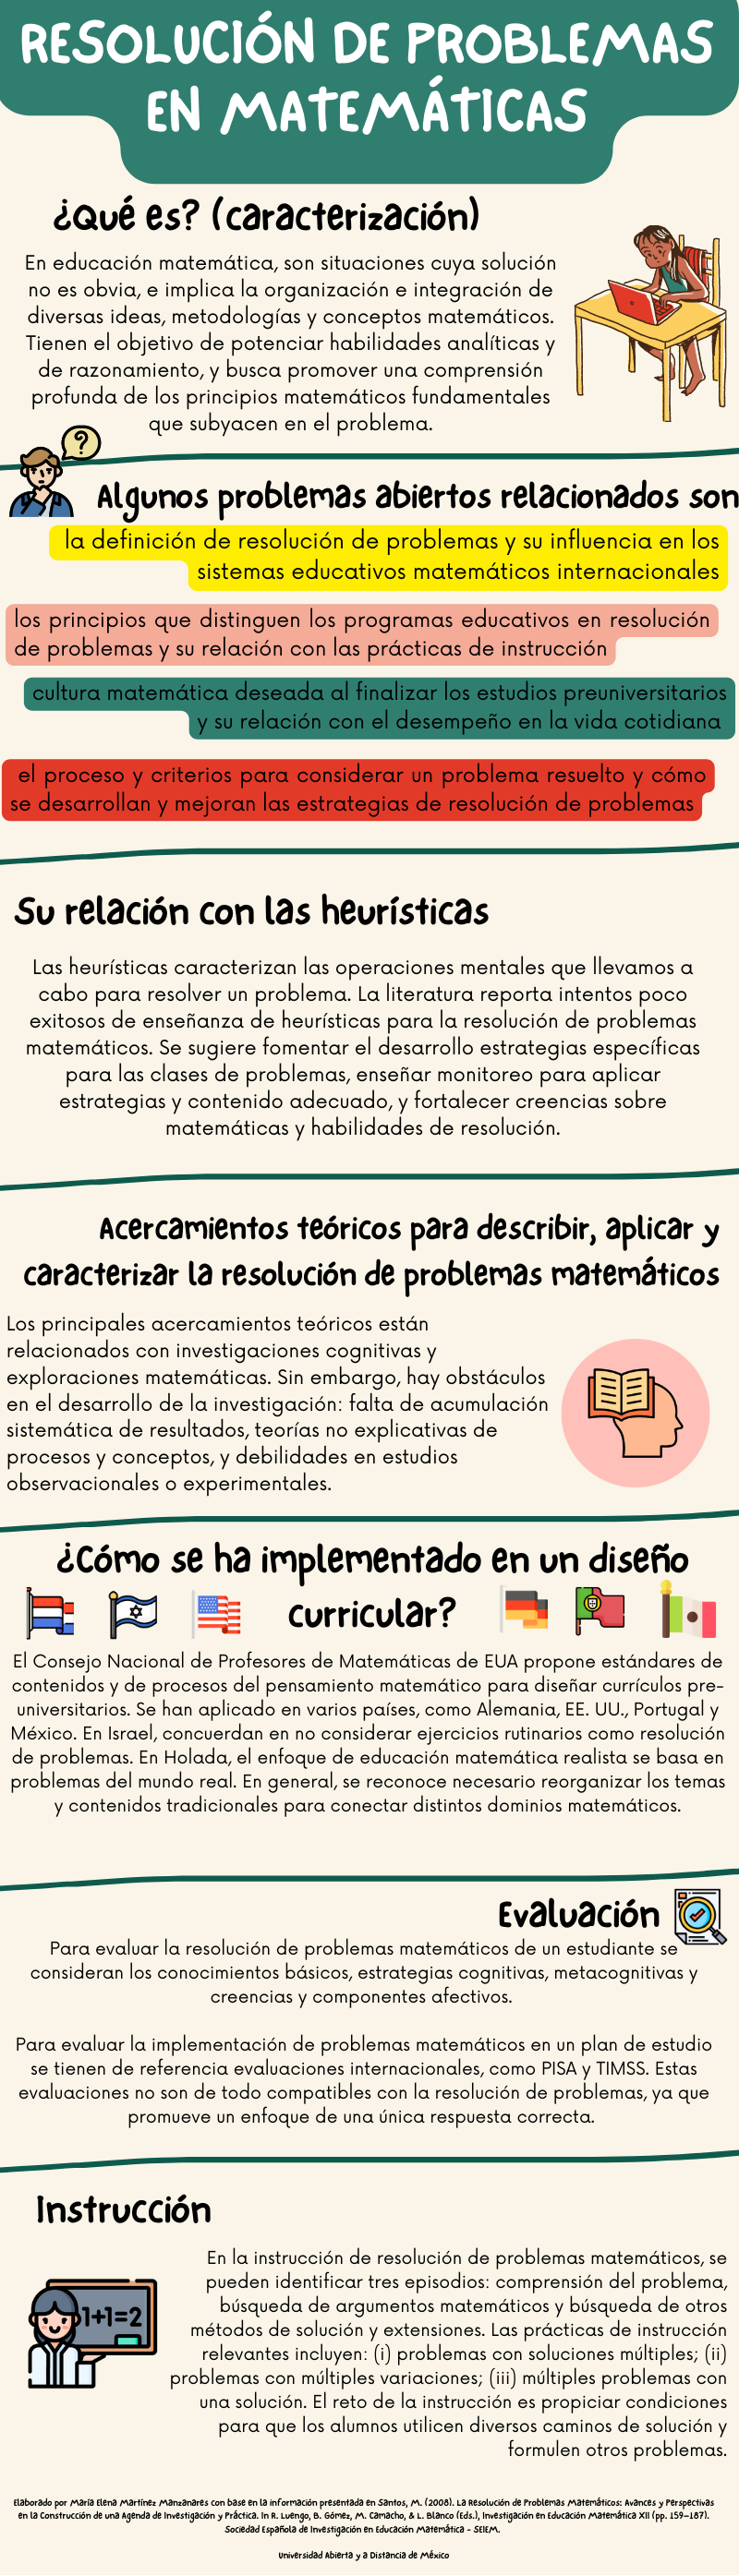 RESOLUCIÓN DE PROBLEMAS
EN MATEMÁTICAS
¿Qué es? (caracterización)
En educación matemática, son situaciones cuya solución
no es obvia, e implica la organización e integración de
diversas ideas, metodologías y conceptos matemáticos.
Tienen el objetivo de potenciar habilidades analíticas y
de razonamiento, y busca promover una comprensión
profunda de los principios matemáticos fundamentales
que subyacen en el problema.
?
Algunos problemas abiertos relacionados son
la definición de resolución de problemas y su influencia en los
sistemas educativos matemáticos internacionales
los principios que distinguen los programas educativos en resolución
de problemas y su relación con las prácticas de instrucción
cultura matemática deseada al finalizar los estudios preuniversitarios
y su relación con el desempeño en la vida cotidiana
el proceso y criterios para considerar un problema resuelto y cómo
se desarrollan y mejoran las estrategias de resolución de problemas
Su relación con las heurísticas
Las heurísticas caracterizan las operaciones mentales que llevamos a
cabo para resolver un problema. La literatura reporta intentos poco
exitosos de enseñanza de heurísticas para la resolución de problemas
matemáticos. Se sugiere fomentar el desarrollo estrategias específicas
para las clases de problemas, enseñar monitoreo para aplicar
estrategias y contenido adecuado, y fortalecer creencias sobre
matemáticas y habilidades de resolución.
Acercamientos teóricos para describir, aplicar y
caracterizar la resolución de problemas matemáticos
Los principales acercamientos teóricos están
relacionados con investigaciones cognitivas y
exploraciones matemáticas. Sin embargo, hay obstáculos
en el desarrollo de la investigación: falta de acumulación
sistemática de resultados, teorías no explicativas de
procesos y conceptos, y debilidades en estudios
observacionales o experimentales.
¿Cómo se ha implementado en un diseño
curricular?
El Consejo Nacional de Profesores de Matemáticas de EUA propone estándares de
contenidos y de procesos del pensamiento matemático para diseñar currículos pre-
universitarios. Se han aplicado en varios países, como Alemania, EE. UU., Portugal y
México. En Israel, concuerdan en no considerar ejercicios rutinarios como resolución
de problemas. En Holada, el enfoque de educación matemática realista se basa en
problemas del mundo real. En general, se reconoce necesario reorganizar los temas
y contenidos tradicionales para conectar distintos dominios matemáticos.
Evaluación
Para evaluar la resolución de problemas matemáticos de un estudiante se
consideran los conocimientos básicos, estrategias cognitivas, metacognitivas y
creencias y componentes afectivos.
Para evaluar la implementación de problemas matemáticos en un plan de estudio
se tienen de referencia evaluaciones internacionales, como PISA y TIMSS. Estas
evaluaciones no son de todo compatibles con la resolución de problemas, ya que
promueve un enfoque de una única respuesta correcta.
Instrucción
1+1=2
En la instrucción de resolución de problemas matemáticos, se
pueden identificar tres episodios: comprensión del problema,
búsqueda de argumentos matemáticos y búsqueda de otros
métodos de solución y extensiones. Las prácticas de instrucción
relevantes incluyen: (i) problemas con soluciones múltiples; (ii)
problemas con múltiples variaciones; (iii) múltiples problemas con
una solución. El reto de la instrucción es propiciar condiciones
para que los alumnos utilicen diversos caminos de solución y
formulen otros problemas.
Elaborado por María Elena Martínez Manzanares con base en la información presentada en Santos, M. (2008). La Resolución de Problemas Matemáticos: Avances y Perspectivas
en la Construcción de una Agenda de Investigación y Práctica. In R. Luengo, B. Gómez, M. Camacho, & L. Blanco (Eds.), Investigación en Educación Matemática XII (pp. 159–187).
Sociedad Española de Investigación en Educación Matemática - SEIEM.
Universidad Abierta y a Distancia de México